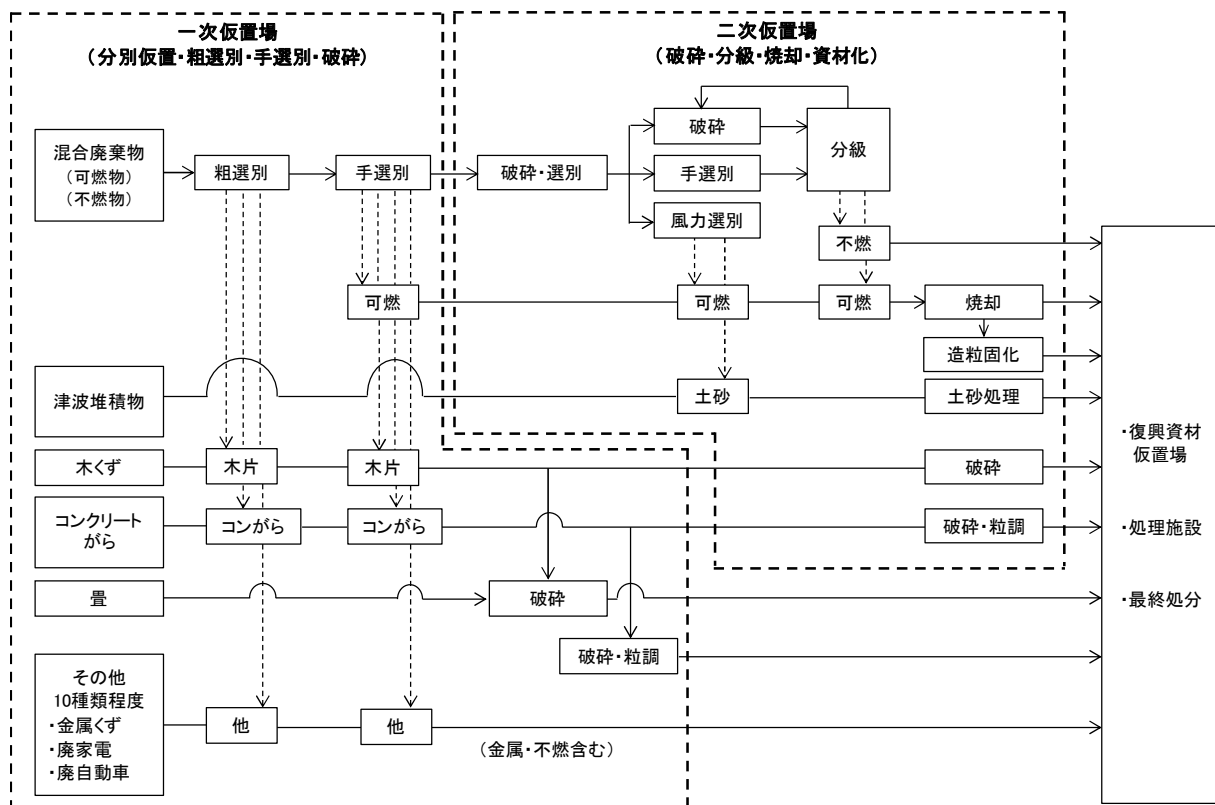 一次仮置場
(分別仮置・粗選別・手選別・破砕)
二次仮置場
(破砕・分級・焼却・資材化)
混合廃棄物
(可燃物)
(不燃物)
粗選別
手選別
破砕・選別
破砕
手選別
風力選別
分級
不燃
可燃
可燃
可燃
焼却
造粒固化
津波堆積物
土砂
土砂処理
木くず
木片
木片
破砕
コンクリート
がら
コンがら
コンがら
破砕・粒調
畳
破砕
破砕・粒調
その他
10種類程度
・金属くず
・廃家電
・廃自動車
他
他
(金属・不燃含む)
・復興資材
仮置場
・処理施設
・最終処分